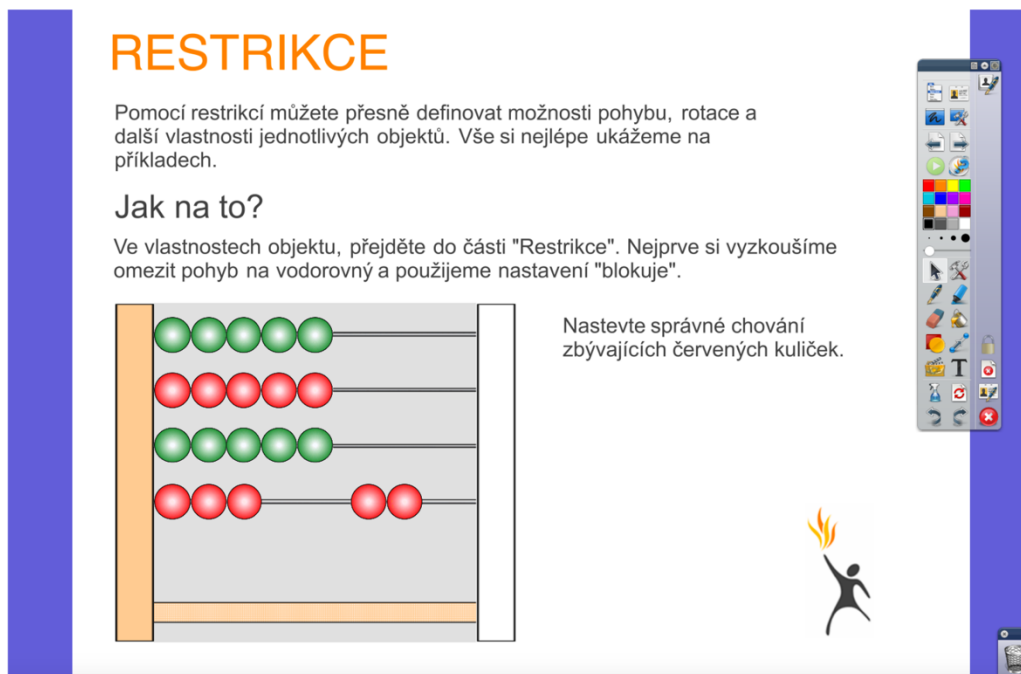 RESTRIKCE
Pomocí restrikcí můžete přesně definovat možnosti pohybu, rotace a
další vlastnosti jednotlivých objektů. Vše si nejlépe ukážeme na
příkladech.
Jak na to?
Ve vlastnostech objektu, přejděte do části "Restrikce". Nejprve si vyzkoušíme
omezit pohyb na vodorovný a použijeme nastavení "blokuje".
Nastevte správné chování
zbývajících červených kuliček.
T